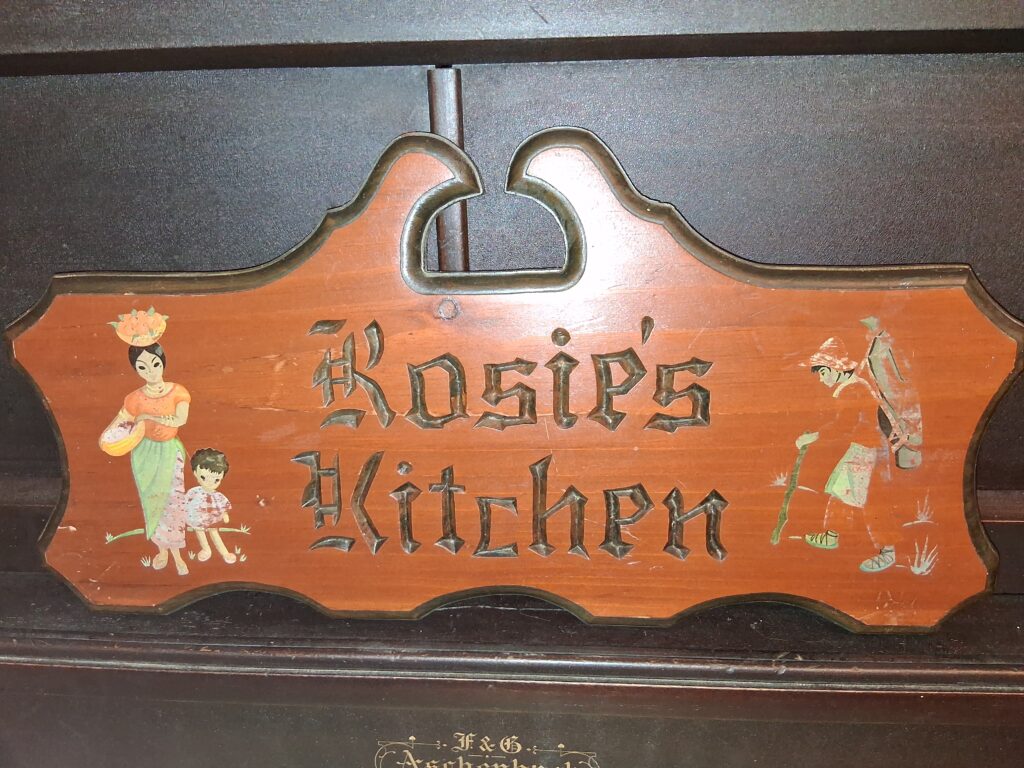 Rosie's
Kitchen
F & G